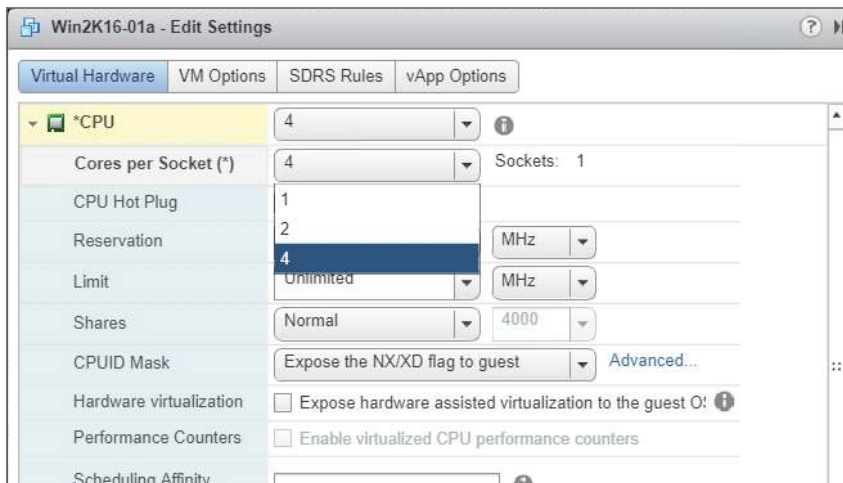 Win2K16-01a - Edit Settings ?
Virtual Hardware VM Options SDRS Rules vApp Options
*CPU 4
Cores per Socket (*) 4 Sockets: 1
1
CPU Hot Plug
2
Reservation MHz
4
Limit Unlimited MHz
Shares Normal 4000
CPUID Mask Expose the NX/XD flag to guest Advanced...
Hardware virtualization Expose hardware assisted virtualization to the guest O
Performance Counters Enable virtualized CPU performance counters
Scheduling Affinity